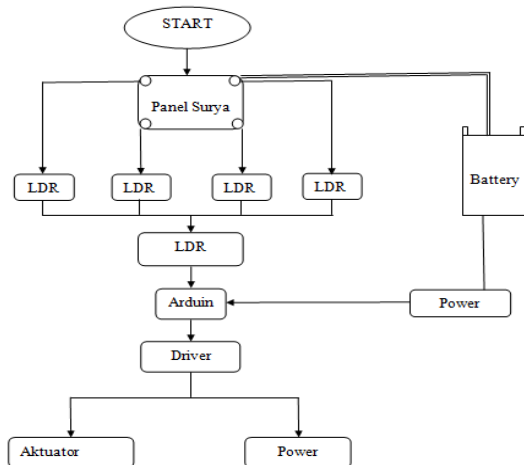 START
Panel Surya
LDR
LDR
LDR
LDR
Battery
LDR
Arduin
Power
Driver
Aktuator
Power